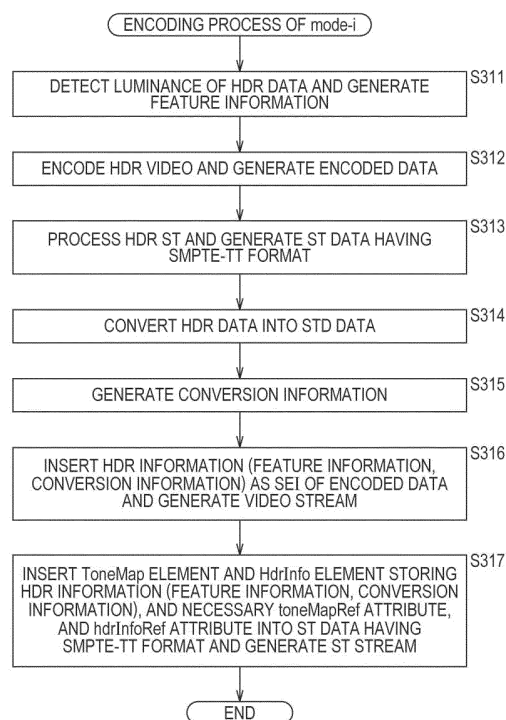 ENCODING PROCESS OF mode-i
S311
DETECT LUMINANCE OF HDR DATA AND GENERATE
FEATURE INFORMATION
S312
ENCODE HDR VIDEO AND GENERATE ENCODED DATA
S313
PROCESS HDR ST AND GENERATE ST DATA HAVING
SMPTE-TT FORMAT
S314
CONVERT HDR DATA INTO STD DATA
S315
GENERATE CONVERSION INFORMATION
S316
INSERT HDR INFORMATION (FEATURE INFORMATION,
CONVERSION INFORMATION) AS SEI OF ENCODED DATA
AND GENERATE VIDEO STREAM
S317
INSERT ToneMap ELEMENT AND HdrInfo ELEMENT STORING
HDR INFORMATION (FEATURE INFORMATION, CONVERSION
INFORMATION), AND NECESSARY toneMapRef ATTRIBUTE,
AND hdrInfoRef ATTRIBUTE INTO ST DATA HAVING
SMPTE-TT FORMAT AND GENERATE ST STREAM
END